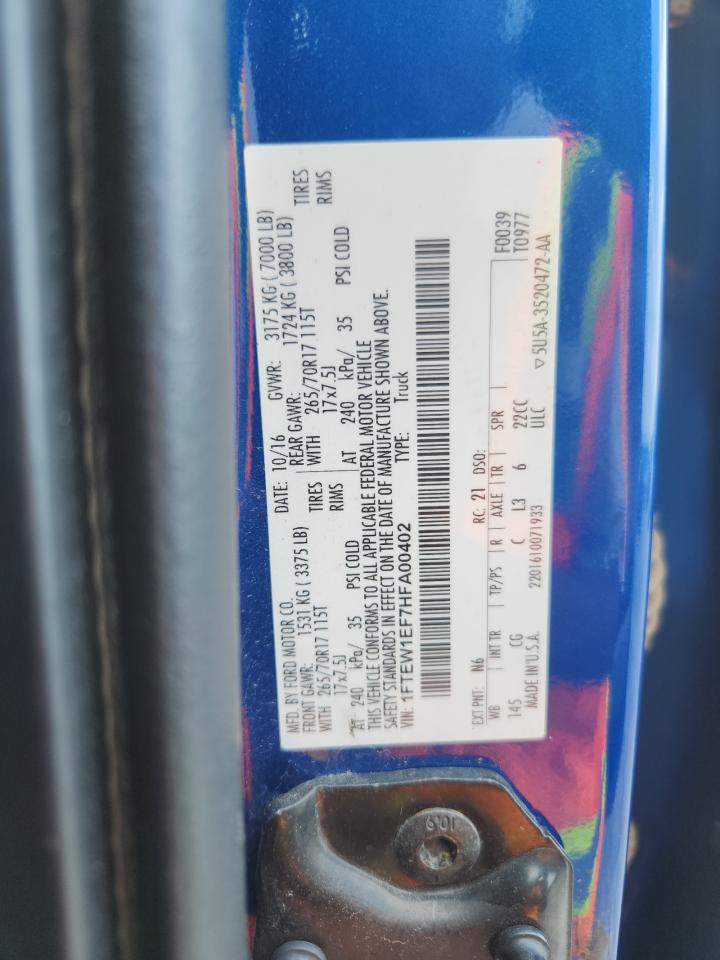 MFD. BY FORD MOTOR CO.
DATE: 10/16 GVWR: 3175 KG ( 7000 LB)
FRONT GAWR: 1531 KG ( 3375 LB) REAR GAWR: 1724 KG ( 3800 LB)
WITH 265/70R17 115T TIRES WITH 265/70R17 115T TIRES
17x7.5J RIMS 17x7.5J RIMS
AT 240 kPa/ 35 PSI COLD AT 240 kPa/ 35 PSI COLD
THIS VEHICLE CONFORMS TO ALL APPLICABLE FEDERAL MOTOR VEHICLE
SAFETY STANDARDS IN EFFECT ON THE DATE OF MANUFACTURE SHOWN ABOVE.
VIN: 1FTEW1EF7HFA00402 TYPE: Truck
EXT PNT: N6 RC: 21 DSO: F0039
WB INT TR TP/PS R AXLE TR SPR T0977
145 CG C L3 6 22CC
MADE IN U.S.A. 2201610071933 ULC
▽5U5A-3520472-AA
10.9